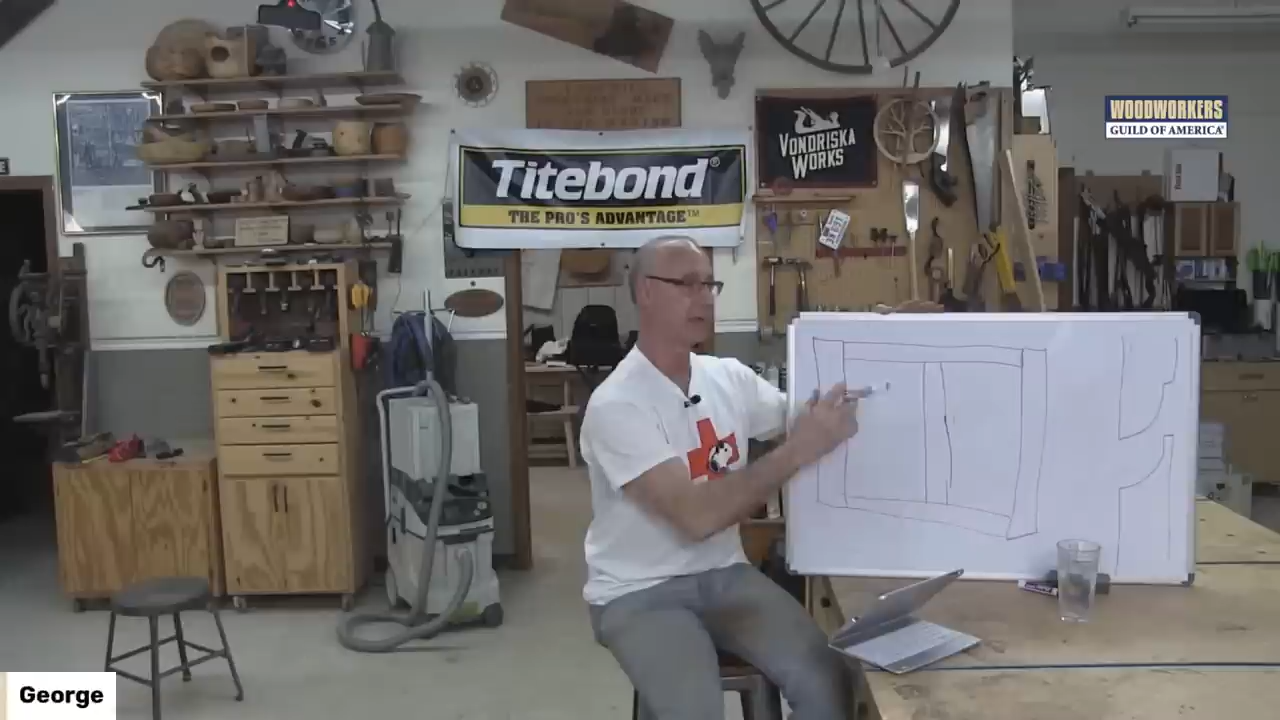 WOODWORKERS
GUILD OF AMERICA
Titebond®
THE PRO'S ADVANTAGE™
VONDRISKA
WORKS
George